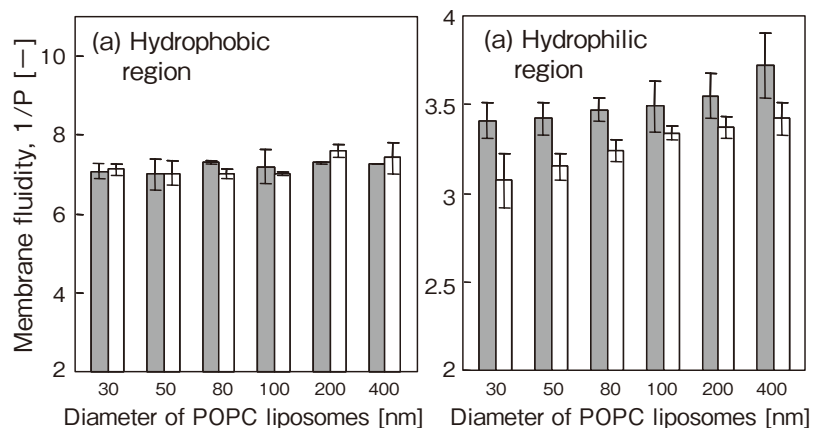 (a) Hydrophobic
region
Membrane fluidity, 1/P [—]
10
8
6
4
2
30 50 80 100 200 400
Diameter of POPC liposomes [nm]
(a) Hydrophilic
region
4
3.5
3
2.5
2
30 50 80 100 200 400
Diameter of POPC liposomes [nm]